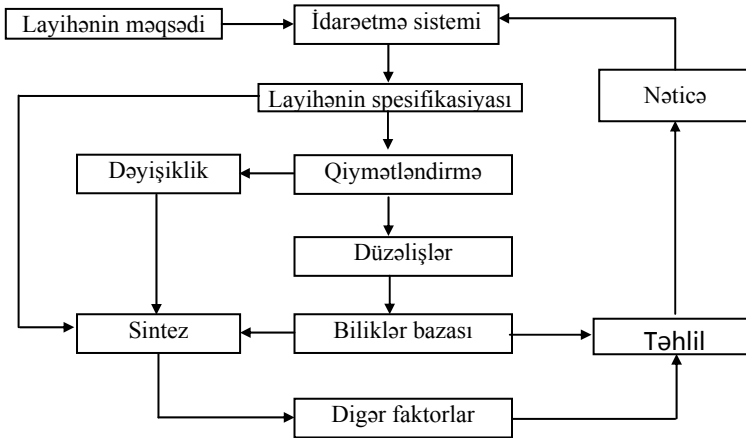 Layihənin məqsədi
İdarəetmə sistemi
Layihənin spesifikasiyası
Nəticə
Dəyişiklik
Qiymətləndirmə
Düzəlişlər
Sintez
Biliklər bazası
Təhlil
Digər faktorlar